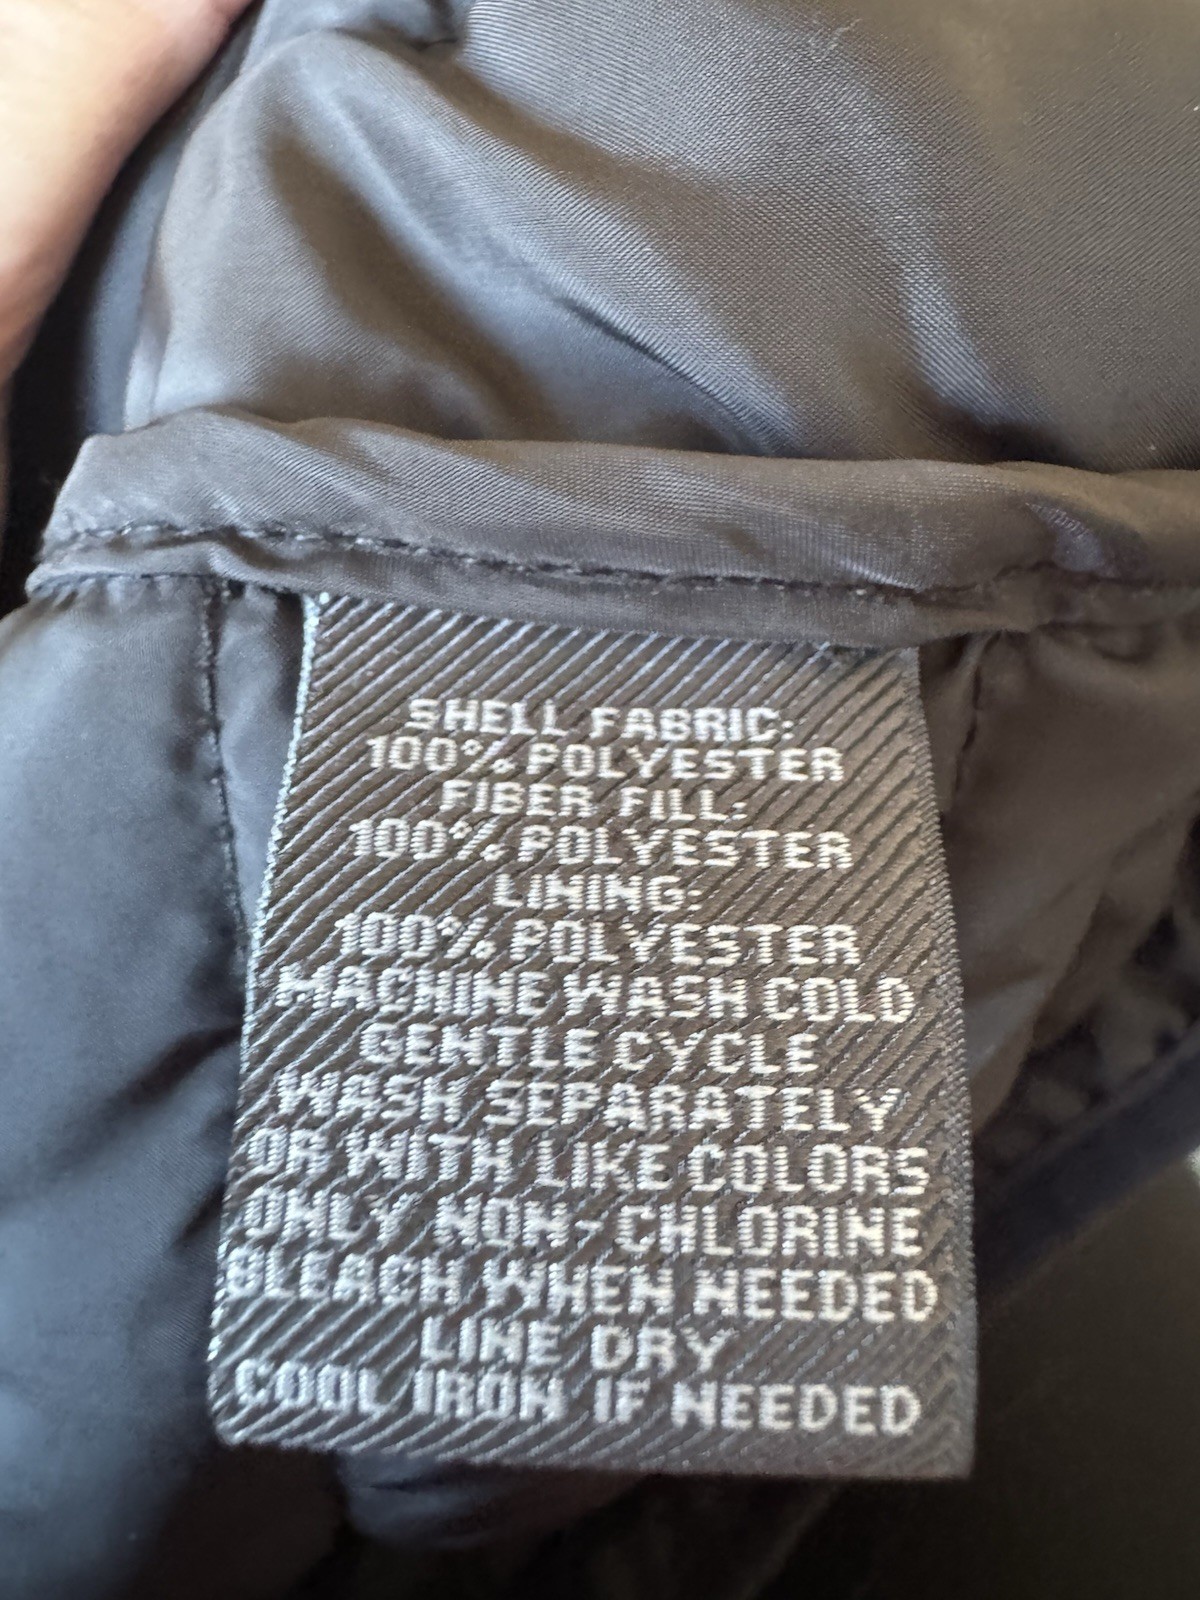 SHELL FABRIC:
100% POLYESTER
FIBER FILL:
100% POLYESTER
LINING:
100% POLYESTER
MACHINE WASH COLD
GENTLE CYCLE
WASH SEPARATELY
OR WITH LIKE COLORS
ONLY NON-CHLORINE
BLEACH WHEN NEEDED
LINE DRY
COOL IRON IF NEEDED